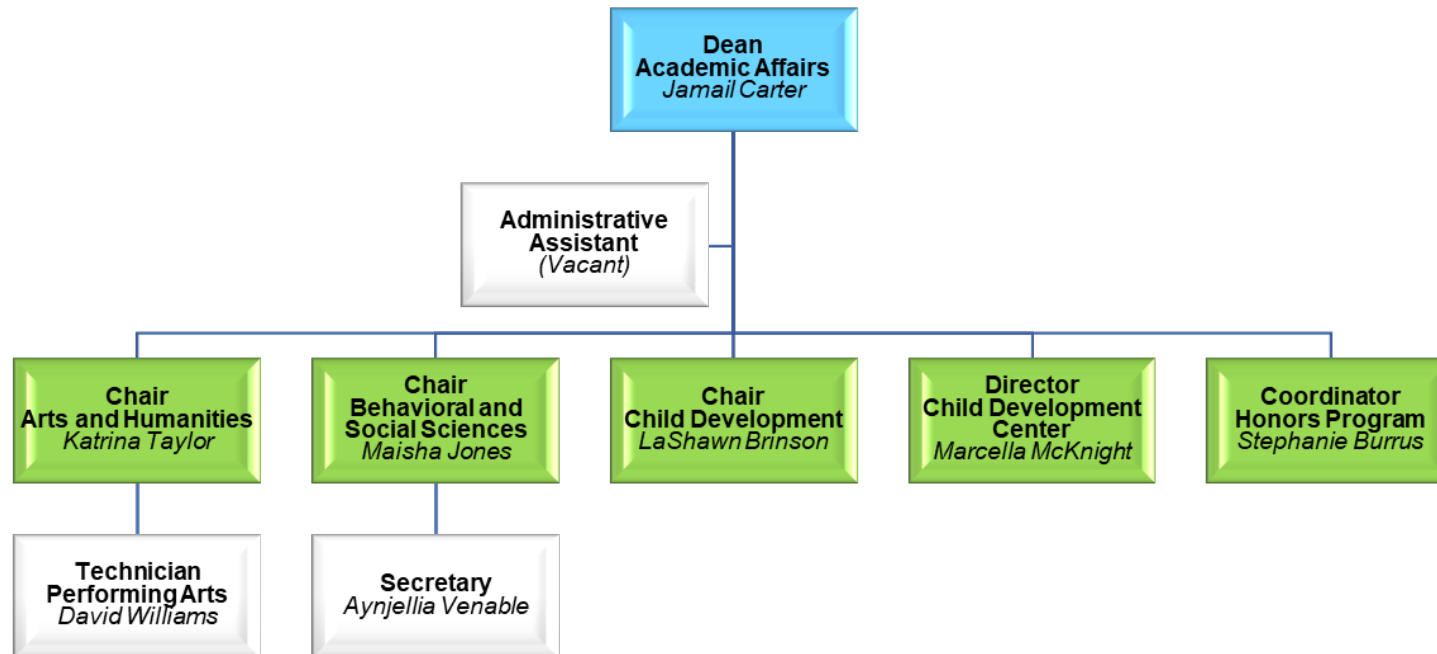 Dean
Academic Affairs
Jamail Carter
Administrative
Assistant
(Vacant)
Chair
Arts and Humanities
Katrina Taylor
Chair
Behavioral and
Social Sciences
Maisha Jones
Chair
Child Development
LaShawn Brinson
Director
Child Development
Center
Marcella McKnight
Coordinator
Honors Program
Stephanie Burrus
Technician
Performing Arts
David Williams
Secretary
Aynjellia Venable